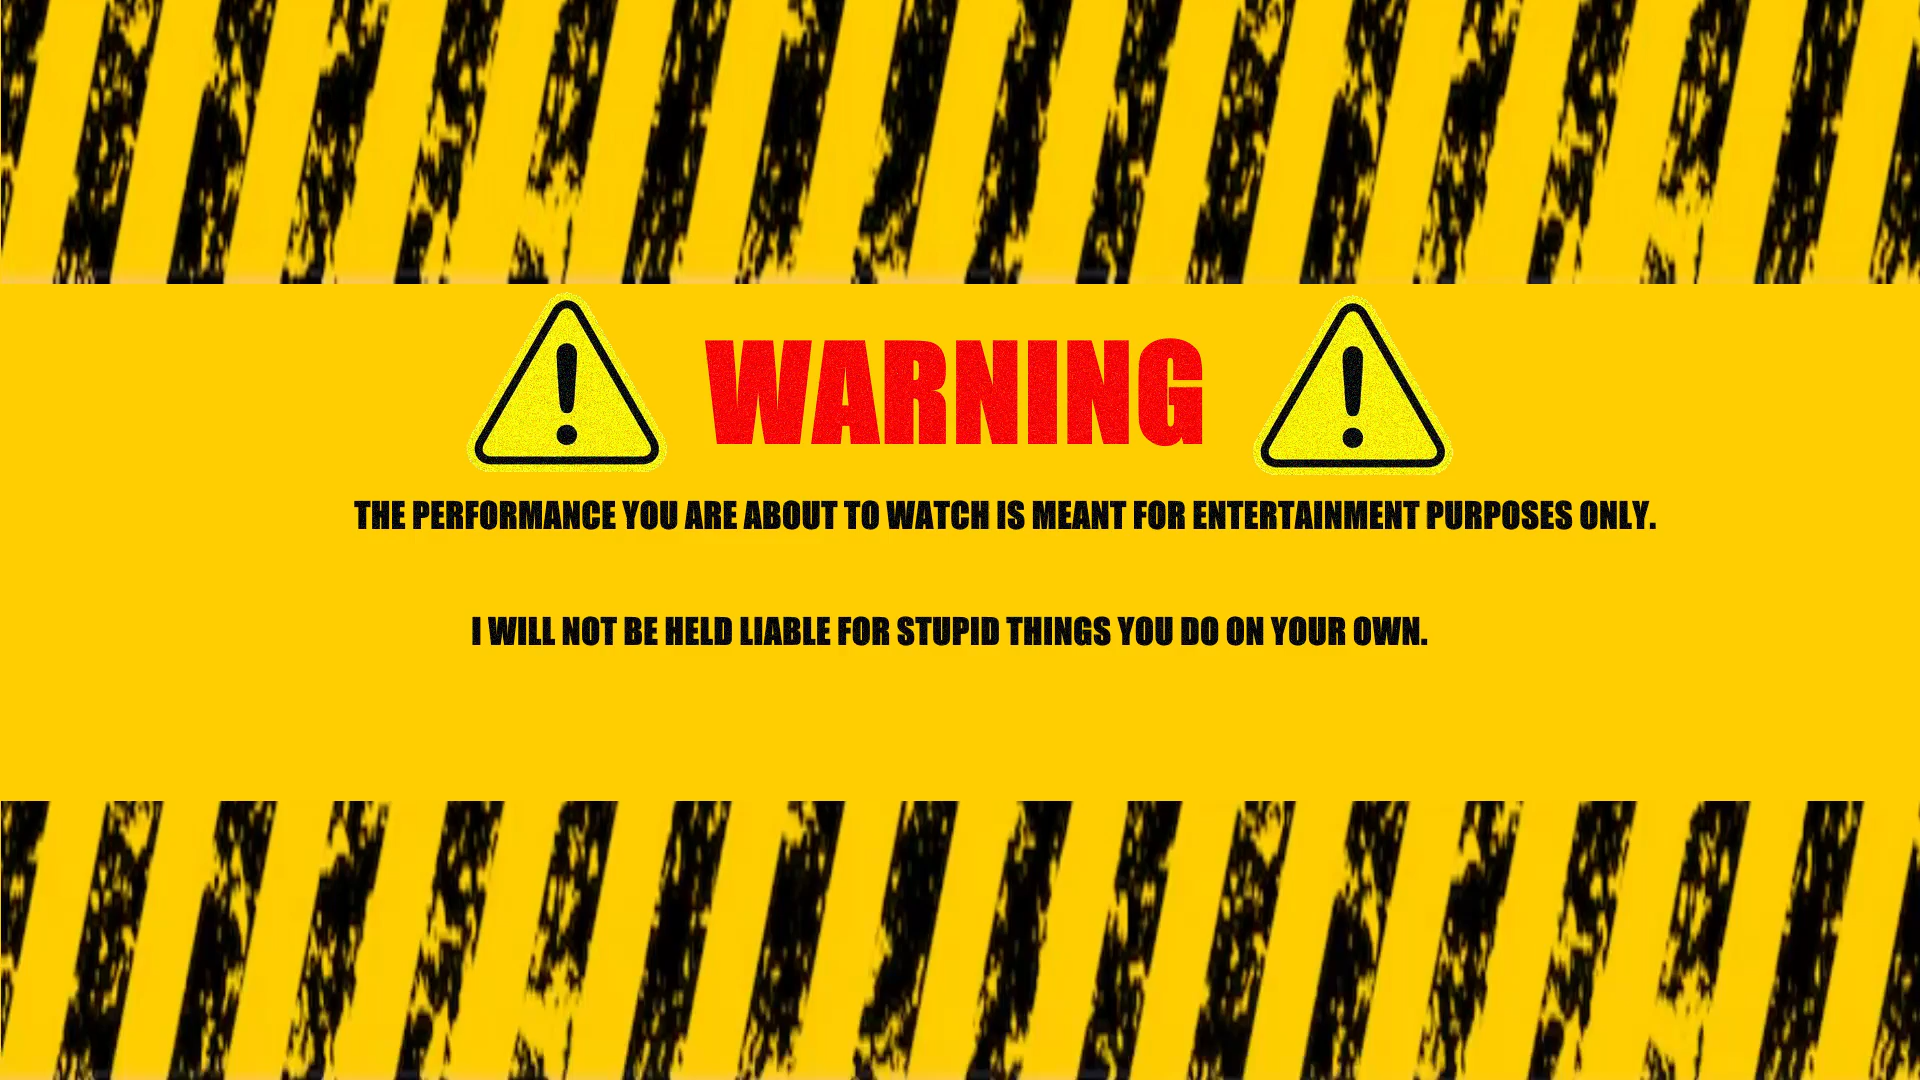 WARNING
THE PERFORMANCE YOU ARE ABOUT TO WATCH IS MEANT FOR ENTERTAINMENT PURPOSES ONLY.
I WILL NOT BE HELD LIABLE FOR STUPID THINGS YOU DO ON YOUR OWN.